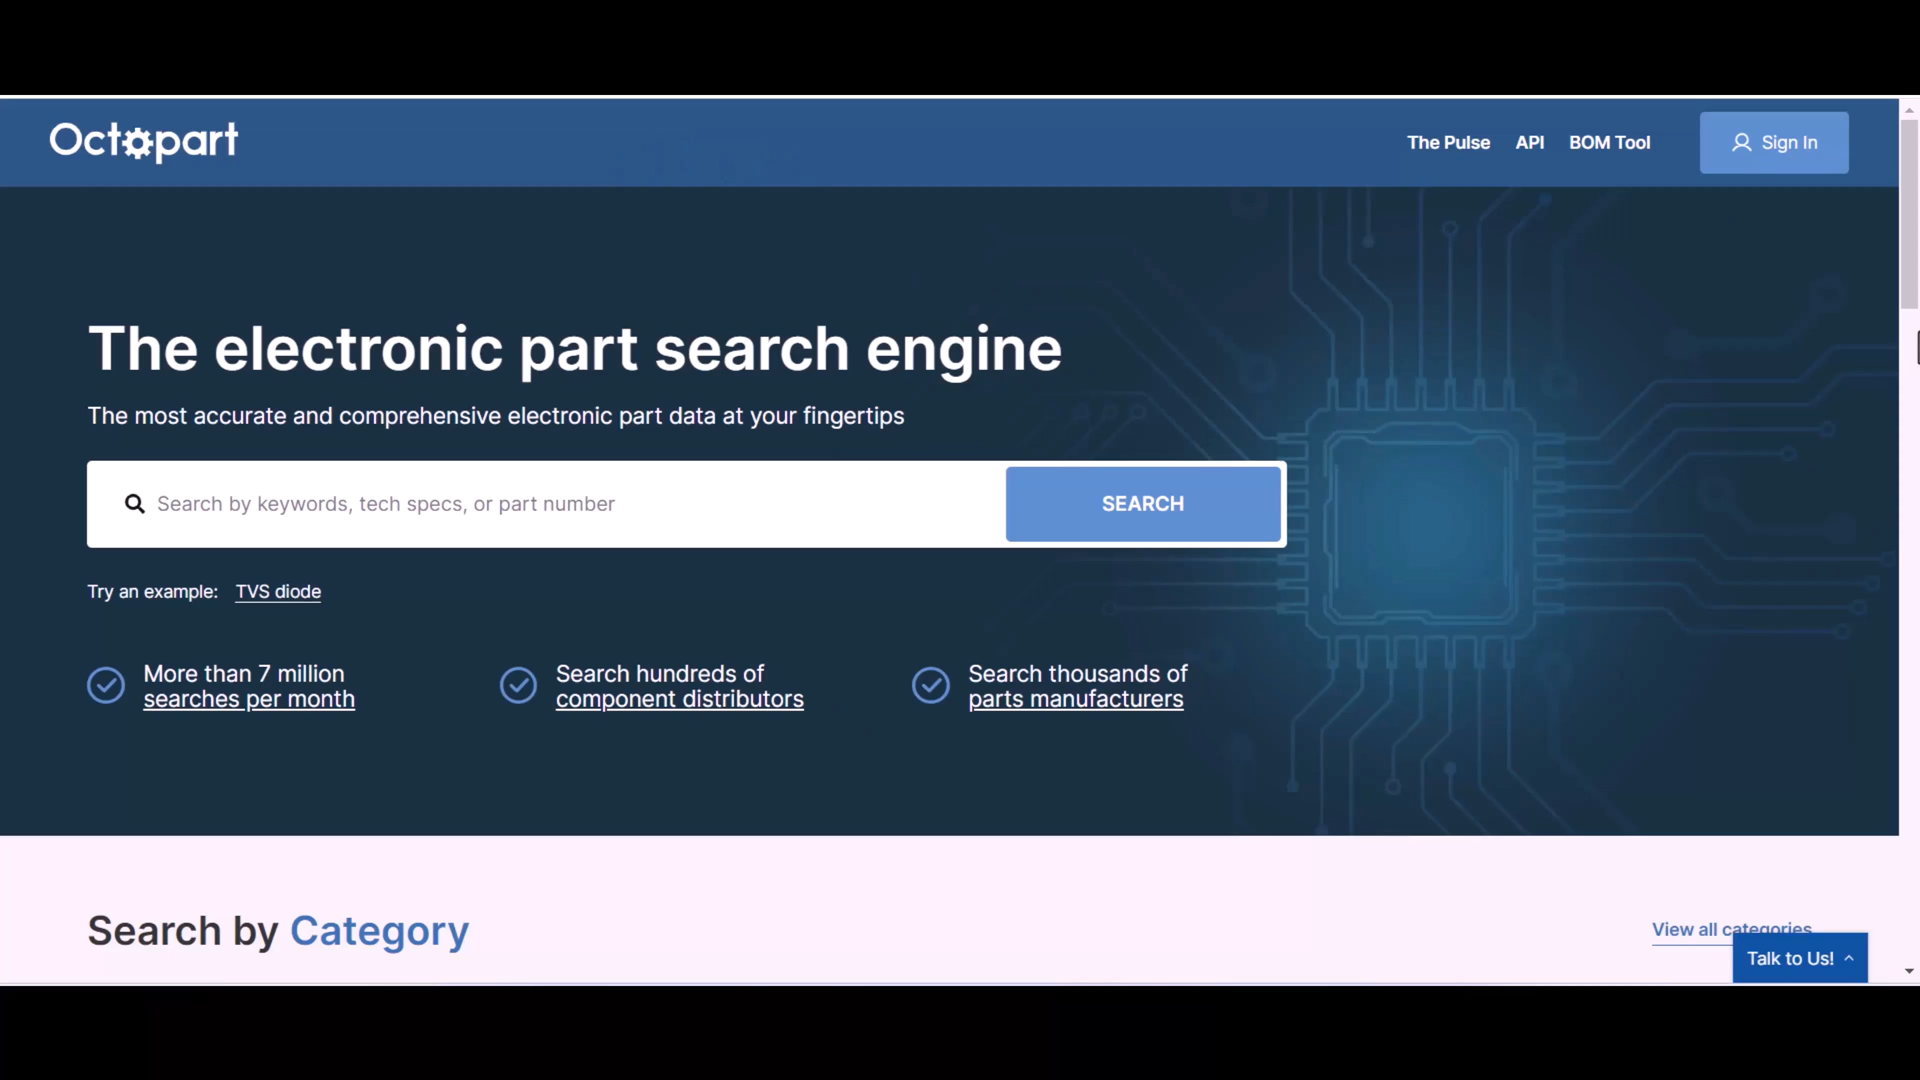 Octopart
The Pulse API BOM Tool Sign In
The electronic part search engine
The most accurate and comprehensive electronic part data at your fingertips
Search by keywords, tech specs, or part number SEARCH
Try an example: TVS diode
More than 7 million
searches per month
Search hundreds of
component distributors
Search thousands of
parts manufacturers
Search by Category
View all categories
Talk to Us!